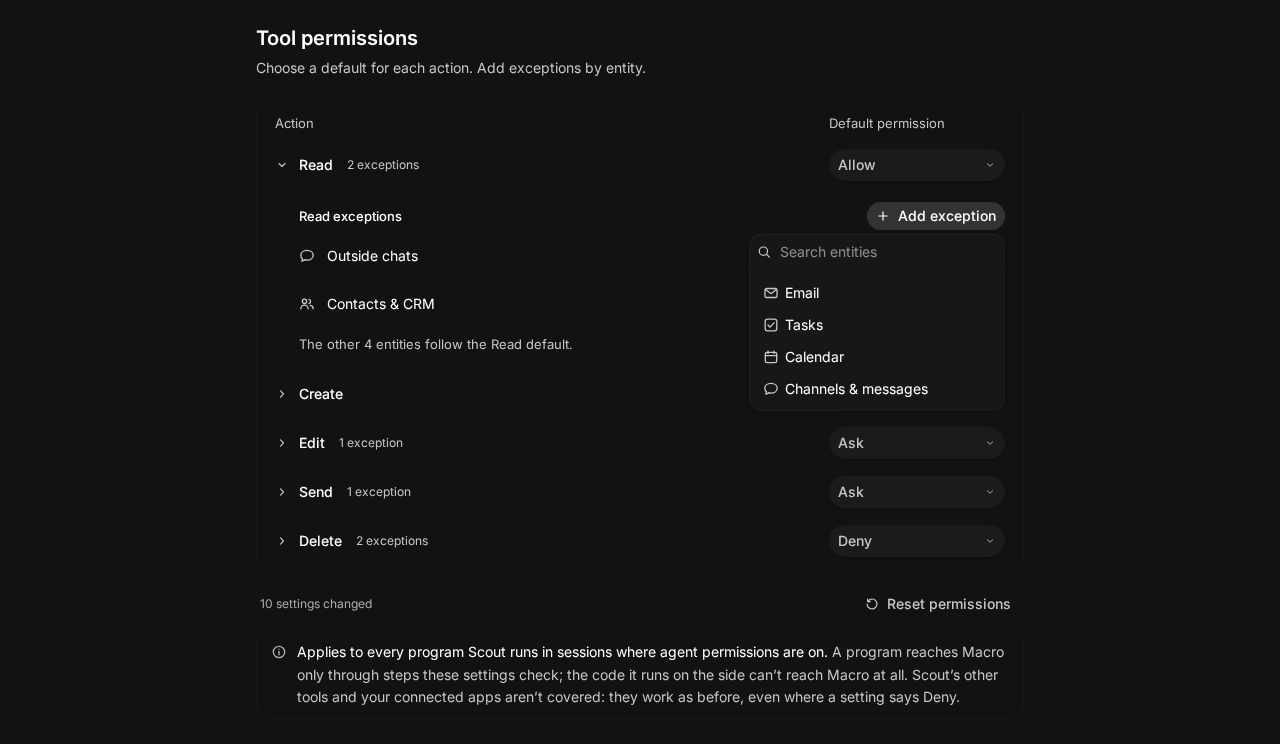 Tool permissions
Choose a default for each action. Add exceptions by entity.
Action Default permission
Read 2 exceptions Allow
Read exceptions Add exception
Outside chats
Contacts & CRM
The other 4 entities follow the Read default.
Search entities
Email
Tasks
Calendar
Channels & messages
Create
Edit 1 exception Ask
Send 1 exception Ask
Delete 2 exceptions Deny
10 settings changed Reset permissions
Applies to every program Scout runs in sessions where agent permissions are on. A program reaches Macro
only through steps these settings check; the code it runs on the side can’t reach Macro at all. Scout’s other
tools and your connected apps aren’t covered: they work as before, even where a setting says Deny.